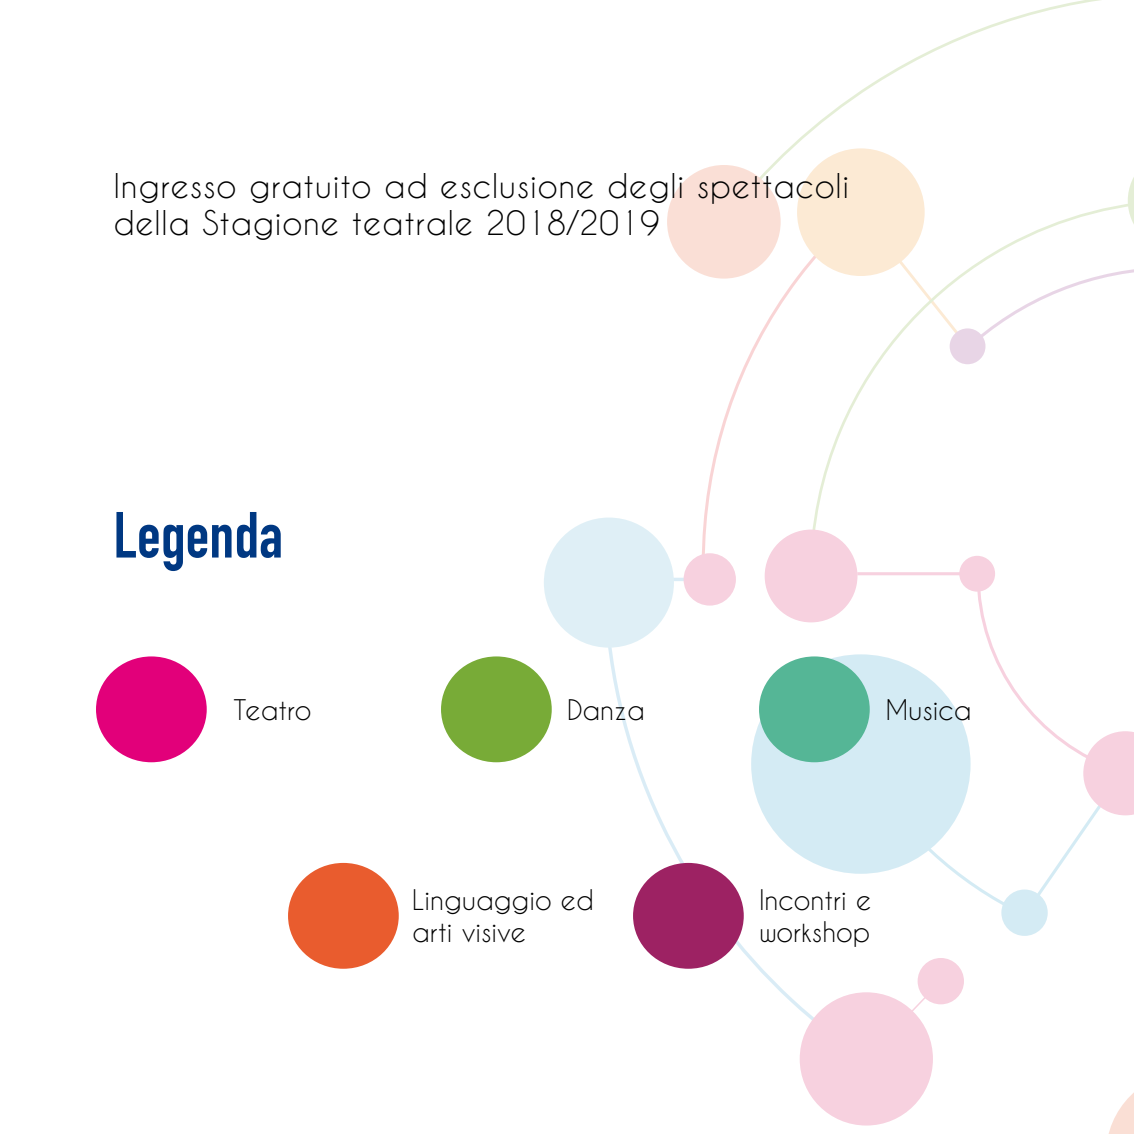 Ingresso gratuito ad esclusione degli spettacoli
della Stagione teatrale 2018/2019
Legenda
Teatro
Danza
Musica
Linguaggio ed
arti visive
Incontri e
workshop